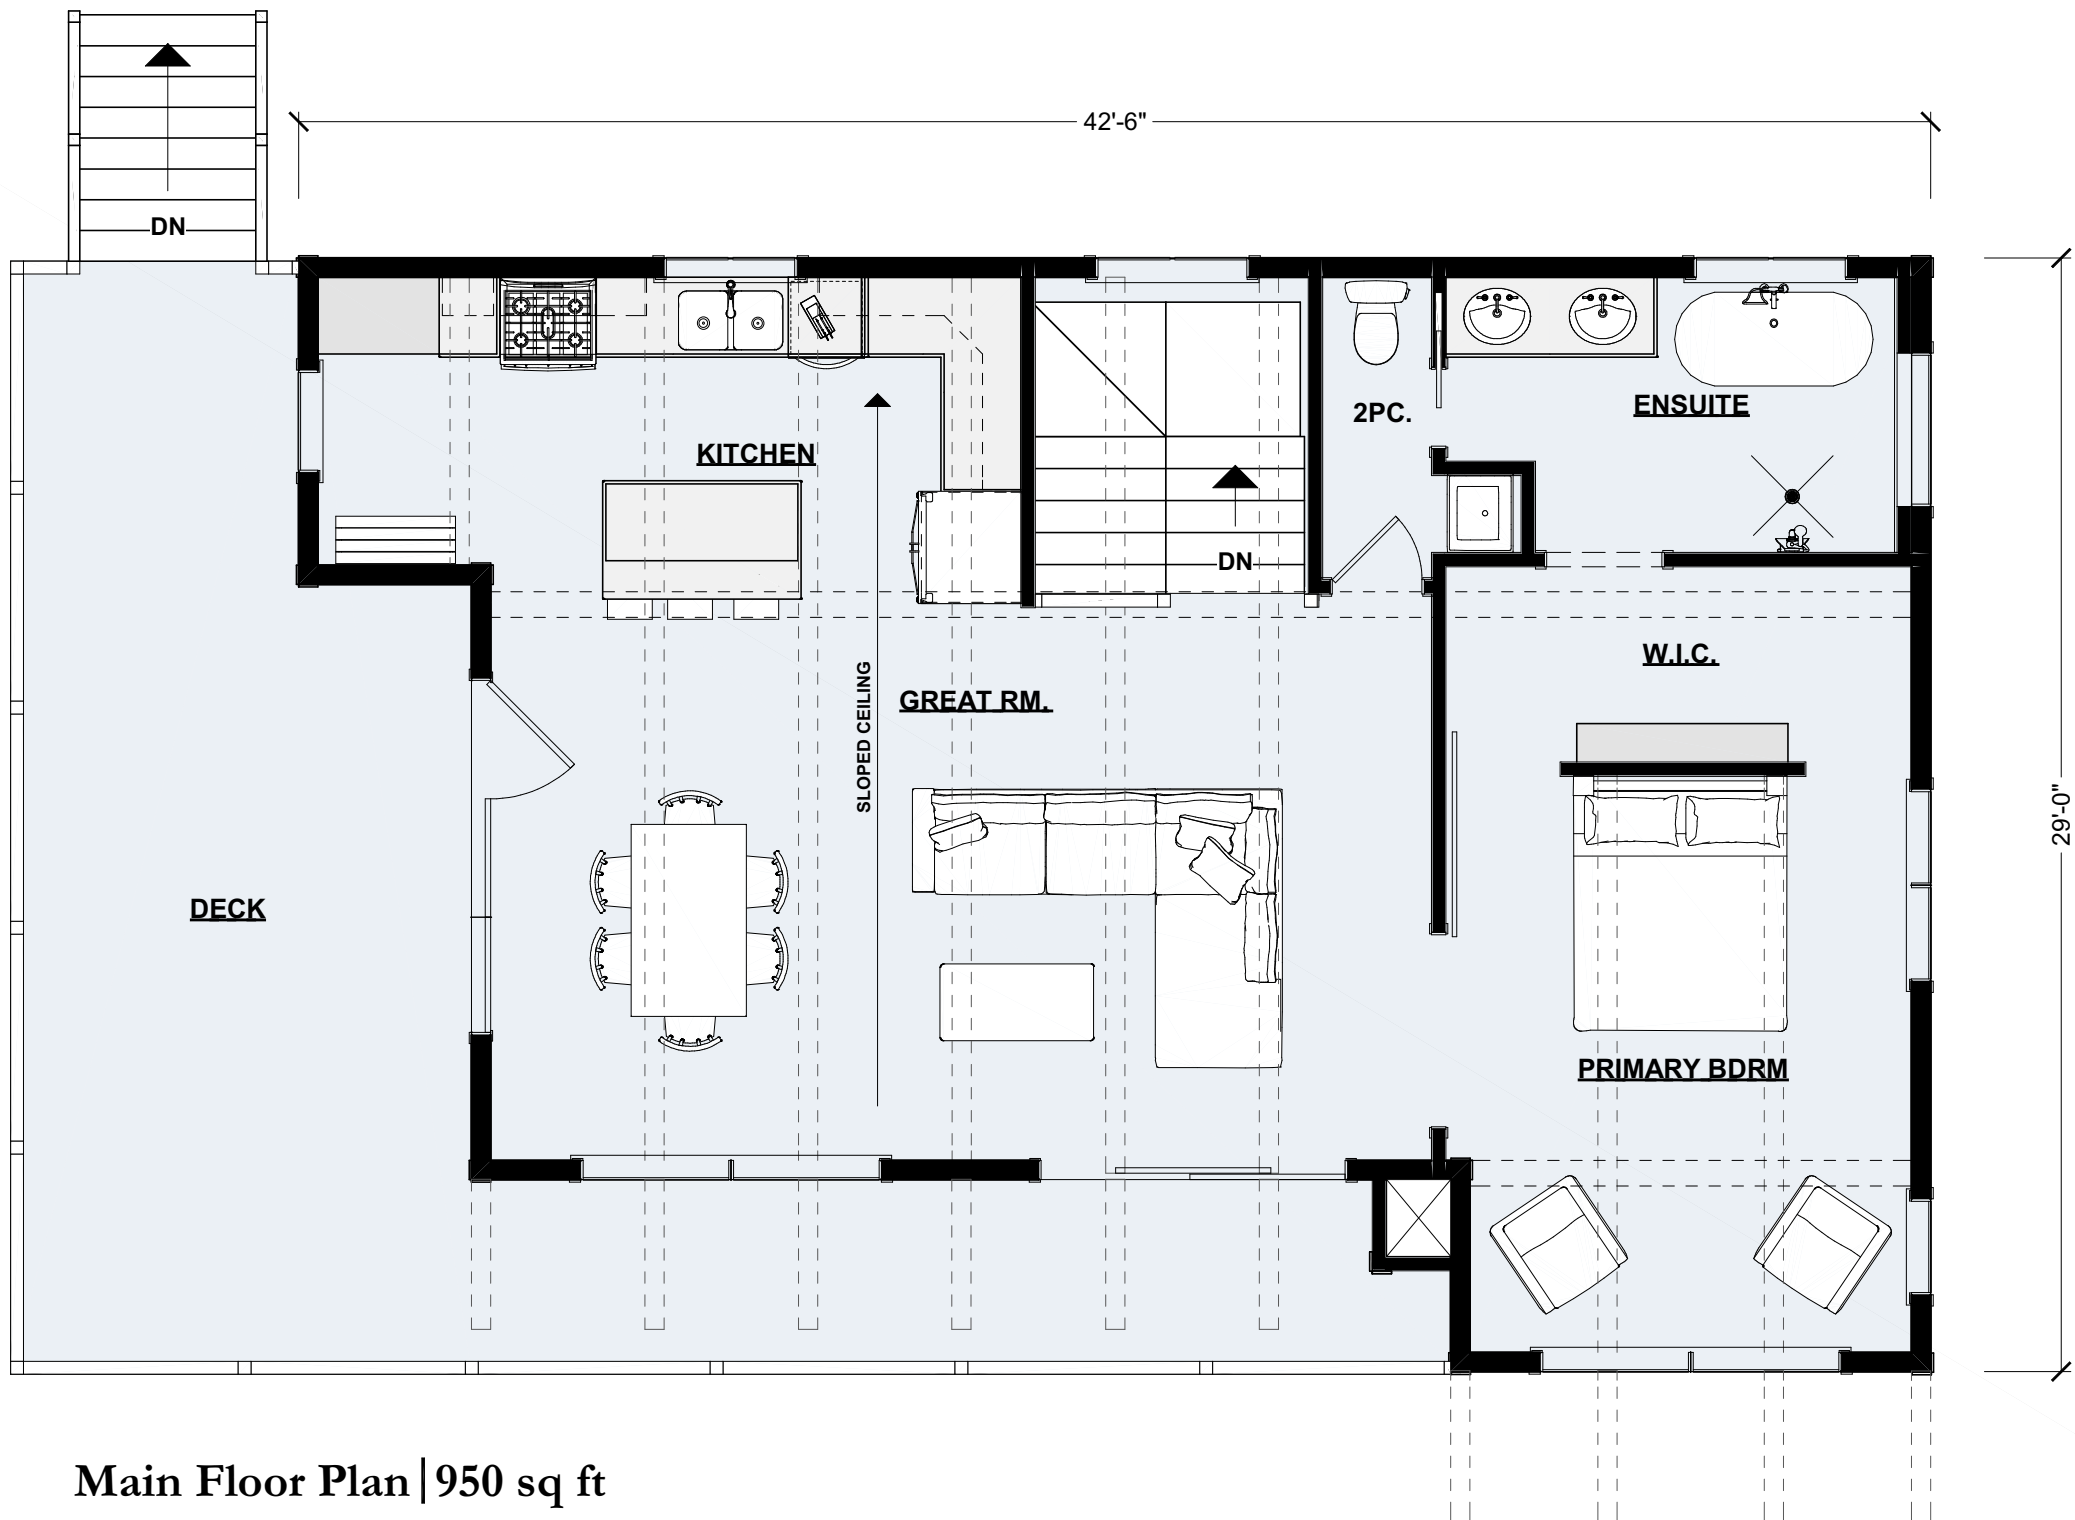 42'-6"
DN
KITCHEN
2PC.
ENSUITE
DN
W.I.C.
GREAT RM.
SLOPED CEILING
29'-0"
DECK
PRIMARY BDRM
Main Floor Plan|950 sq ft